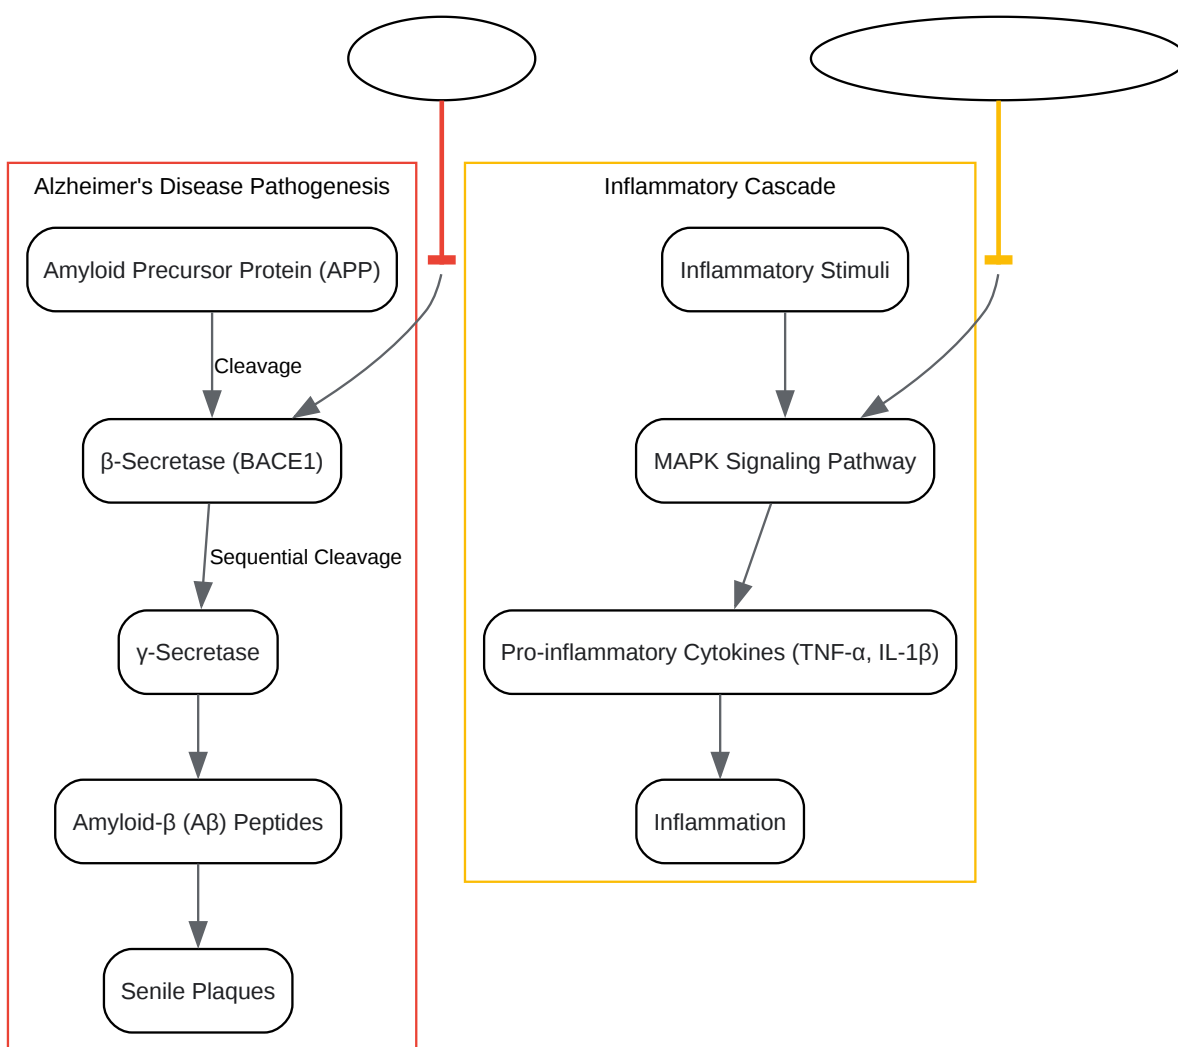 Alzheimer's Disease Pathogenesis
Amyloid Precursor Protein (APP)
Cleavage
β-Secretase (BACE1)
Sequential Cleavage
γ-Secretase
Amyloid-β (Aβ) Peptides
Senile Plaques
Inflammatory Cascade
Inflammatory Stimuli
MAPK Signaling Pathway
Pro-inflammatory Cytokines (TNF-α, IL-1β)
Inflammation